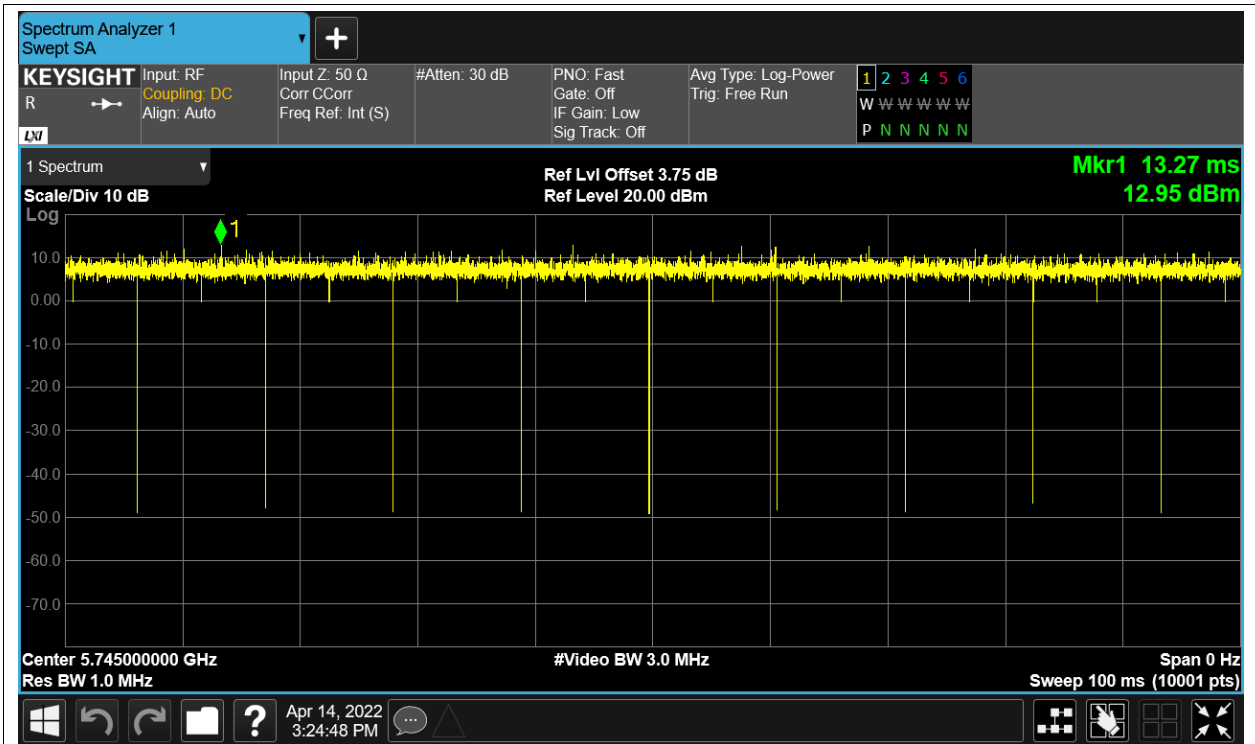 Spectrum Analyzer 1
Swept SA
KEYSIGHT
R
LXI
Input: RF
Coupling: DC
Align: Auto
Input Z: 50 Ω
Corr CCorr
Freq Ref: Int (S)
#Atten: 30 dB
PNO: Fast
Gate: Off
IF Gain: Low
Sig Track: Off
Avg Type: Log-Power
Trig: Free Run
1 2 3 4 5 6
W W W W W W
P N N N N N
1 Spectrum
Scale/Div 10 dB
Ref Lvl Offset 3.75 dB
Ref Level 20.00 dBm
Mkr1 13.27 ms
12.95 dBm
Log
1
10.0
0.00
-10.0
-20.0
-30.0
-40.0
-50.0
-60.0
-70.0
Center 5.745000000 GHz
Res BW 1.0 MHz
#Video BW 3.0 MHz
Span 0 Hz
Sweep 100 ms (10001 pts)
?
Apr 14, 2022
3:24:48 PM